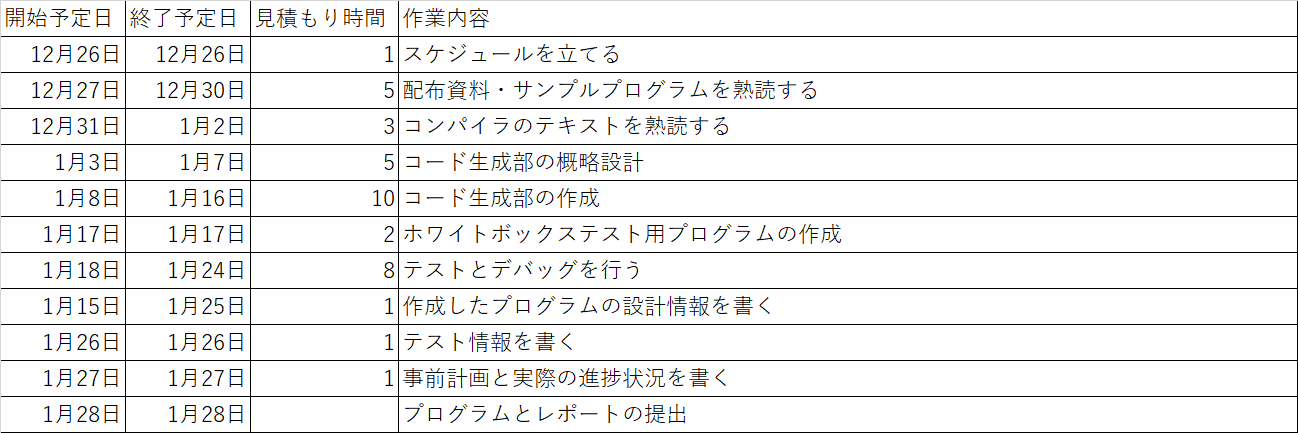 開始予定日 終了予定日 見積もり時間 作業内容
12月26日 12月26日 1 スケジュールを立てる
12月27日 12月30日 5 配布資料・サンプルプログラムを熟読する
12月31日 1月2日 3 コンパイラのテキストを熟読する
1月3日 1月7日 5 コード生成部の概略設計
1月8日 1月16日 10 コード生成部の作成
1月17日 1月17日 2 ホワイトボックステスト用プログラムの作成
1月18日 1月24日 8 テストとデバッグを行う
1月15日 1月25日 1 作成したプログラムの設計情報を書く
1月26日 1月26日 1 テスト情報を書く
1月27日 1月27日 1 事前計画と実際の進捗状況を書く
1月28日 1月28日 プログラムとレポートの提出